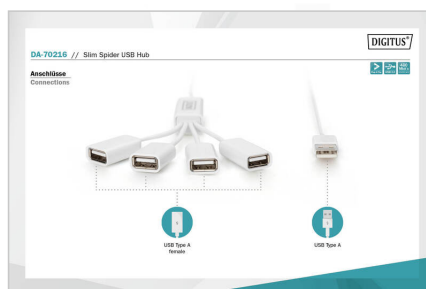 DIGITUS®
DA-70216 // Slim Spider USB Hub
Anschlüsse
Connections
USB Type A
female
USB Type A